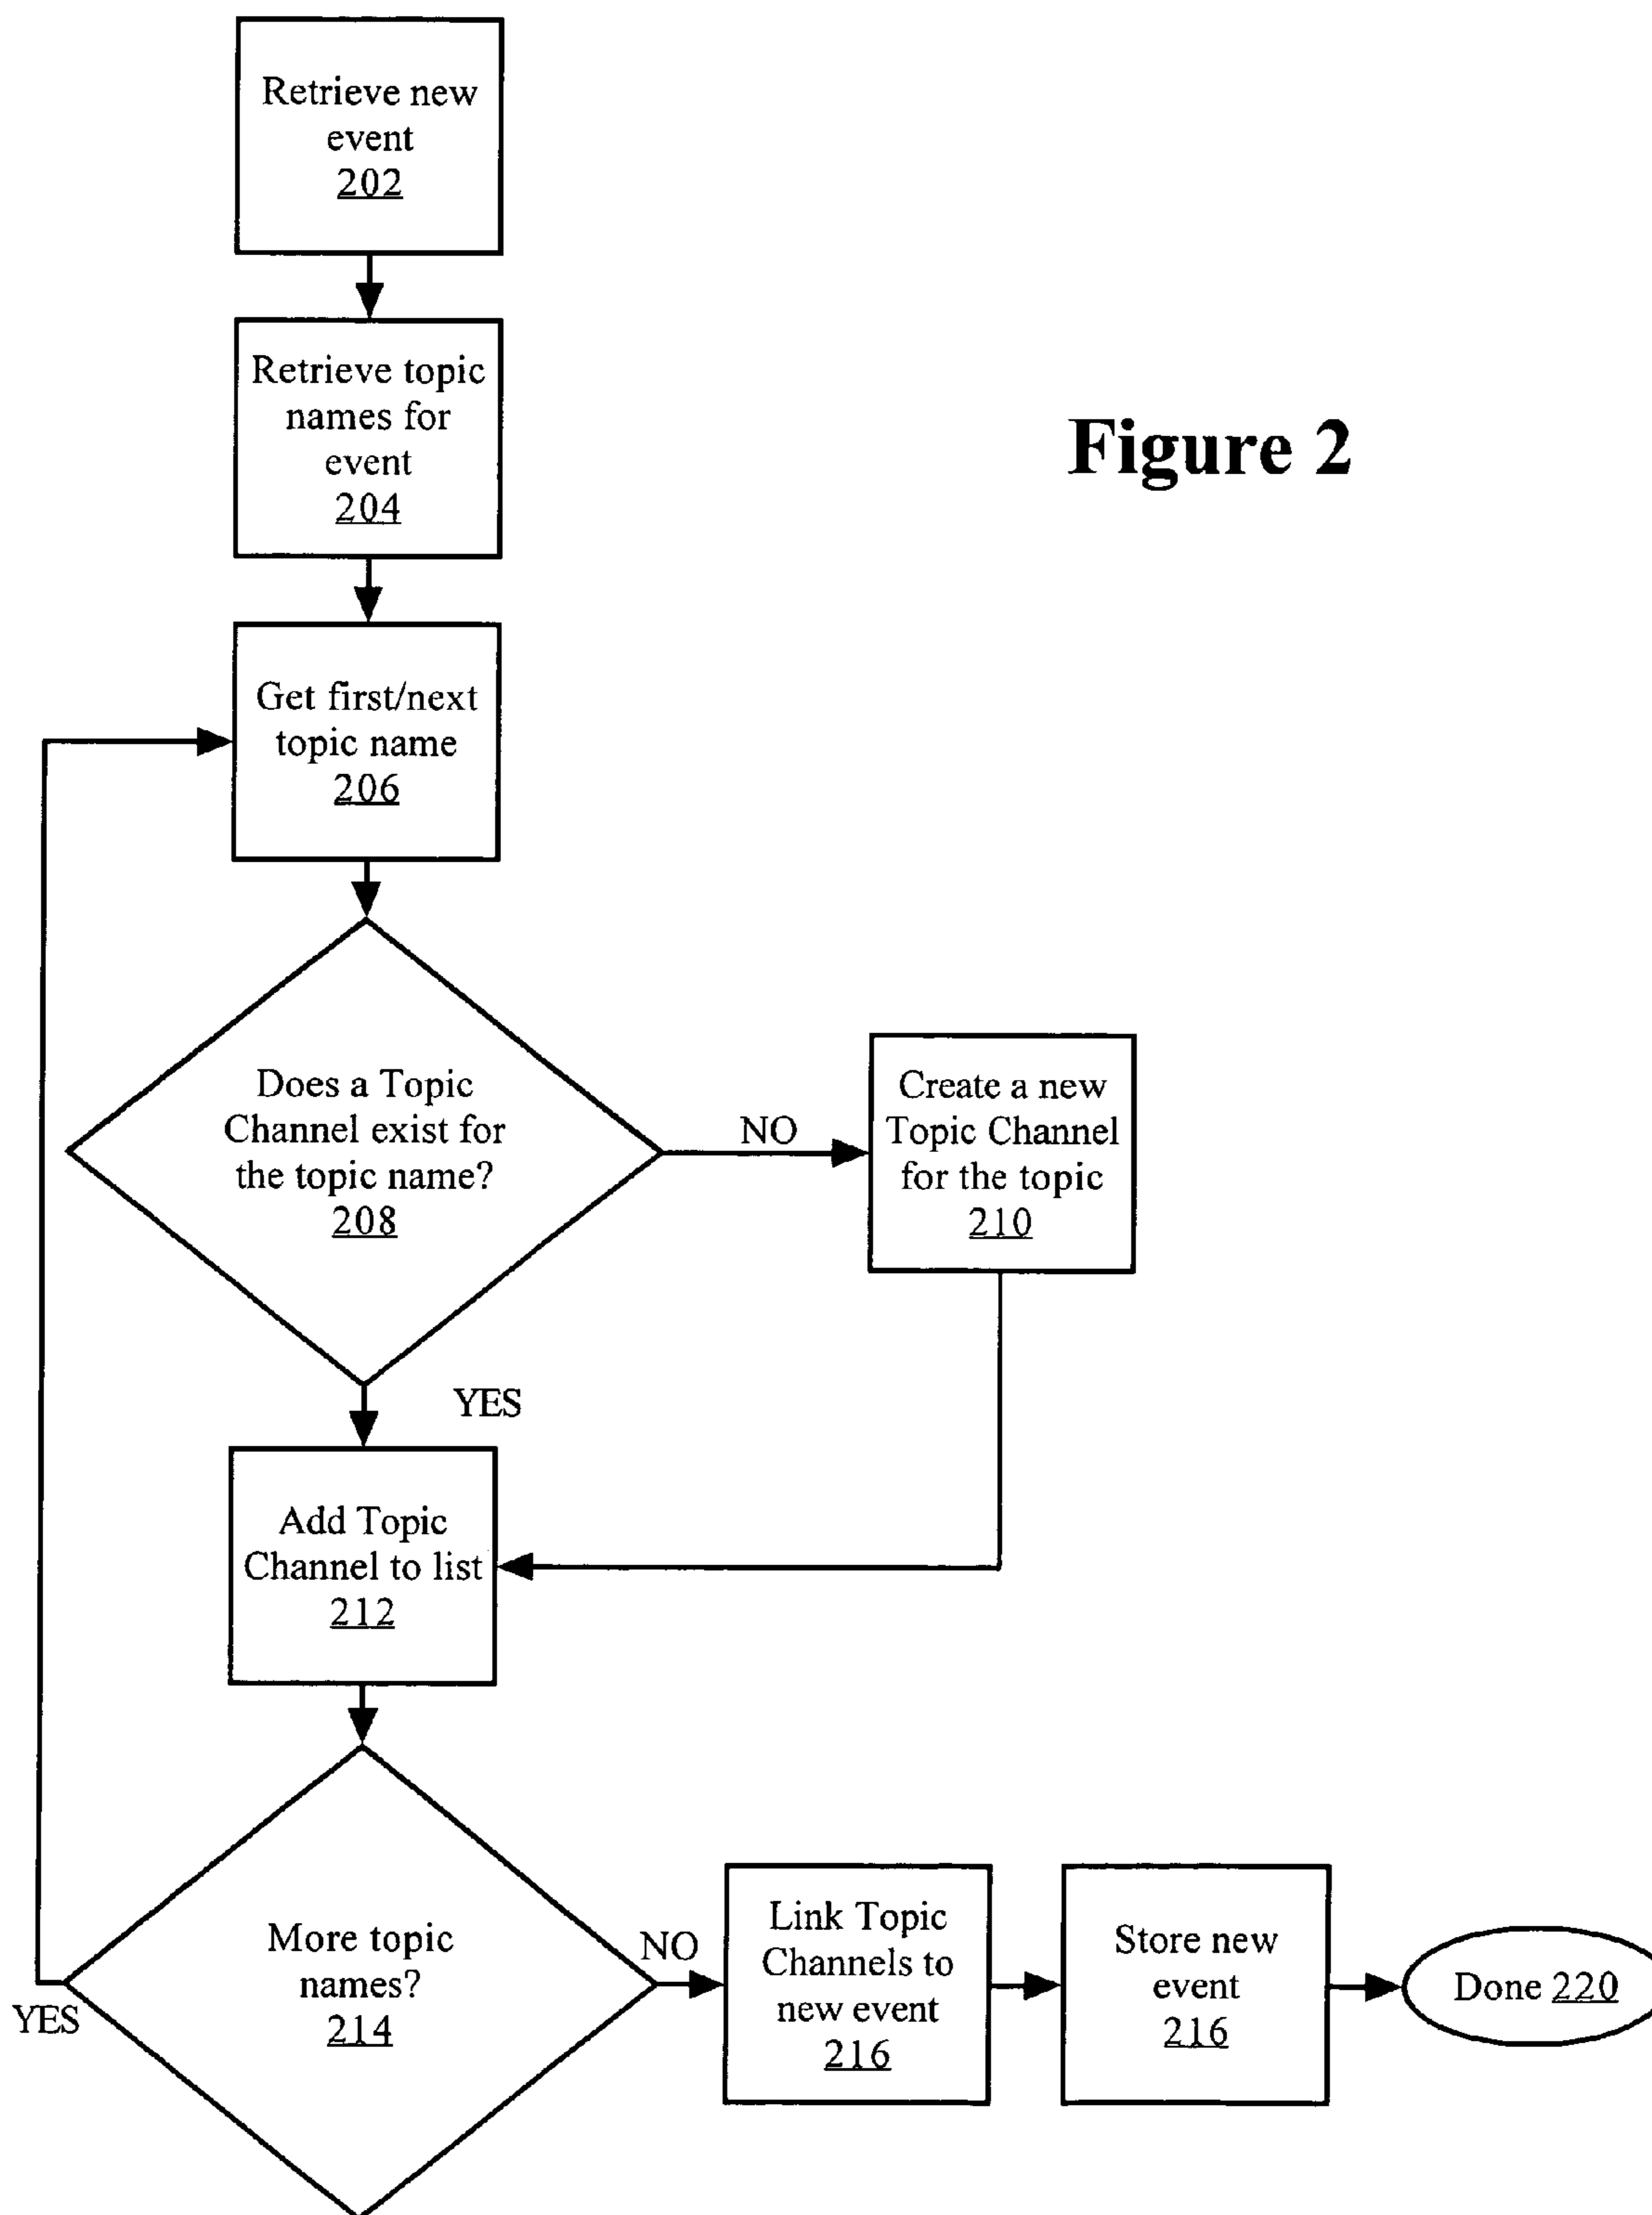 Retrieve new
event
202
Retrieve topic
names for
event
204
Figure 2
Get first/next
topic name
206
Does a Topic
Channel exist for
the topic name?
208
NO
Create a new
Topic Channel
for the topic
210
YES
Add Topic
Channel to list
212
More topic
names?
214
YES
NO
Link Topic
Channels to
new event
216
Store new
event
216
Done 220